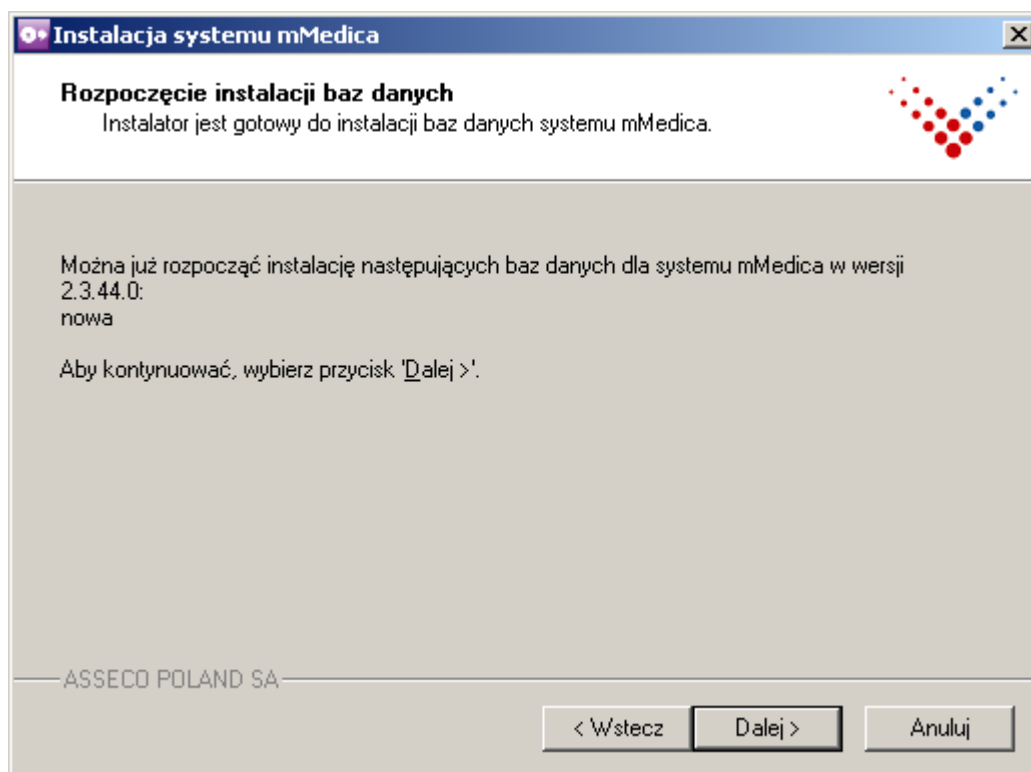 Instalacja systemu mMedica
Rozpoczęcie instalacji baz danych
Instalator jest gotowy do instalacji baz danych systemu mMedica.
Można już rozpocząć instalację następujących baz danych dla systemu mMedica w wersji
2.3.44.0:
nowa
Aby kontynuować, wybierz przycisk 'Dalej >'.
ASSECO POLAND SA
< Wstecz
Dalej >
Anuluj